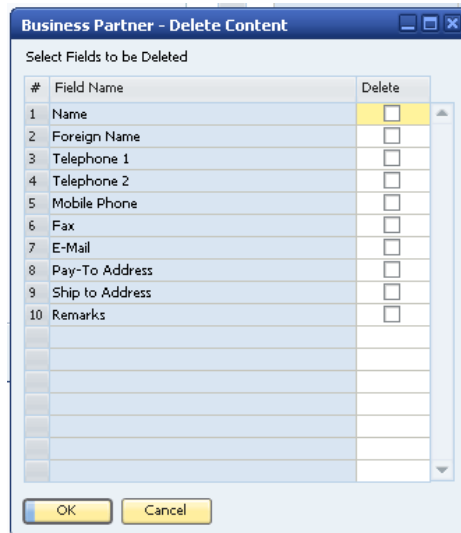 Business Partner - Delete Content
Select Fields to be Deleted
# Field Name Delete
1 Name
2 Foreign Name
3 Telephone 1
4 Telephone 2
5 Mobile Phone
6 Fax
7 E-Mail
8 Pay-To Address
9 Ship to Address
10 Remarks
OK Cancel